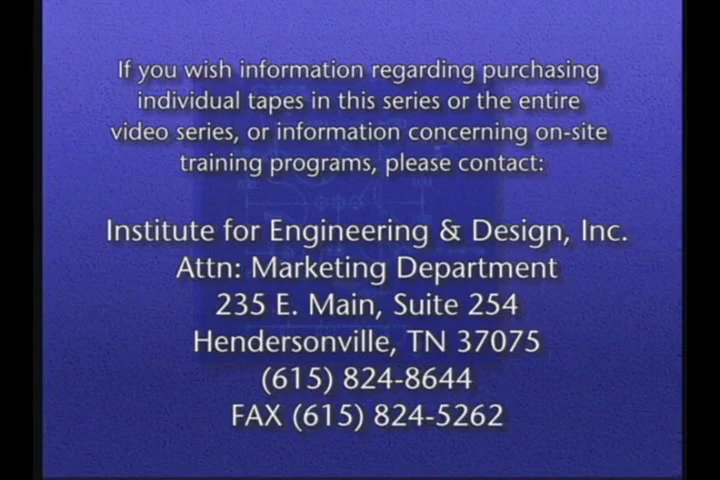 If you wish information regarding purchasing
individual tapes in this series or the entire
video series, or information concerning on-site
training programs, please contact:
Institute for Engineering & Design, Inc.
Attn: Marketing Department
235 E. Main, Suite 254
Hendersonville, TN 37075
(615) 824-8644
FAX (615) 824-5262